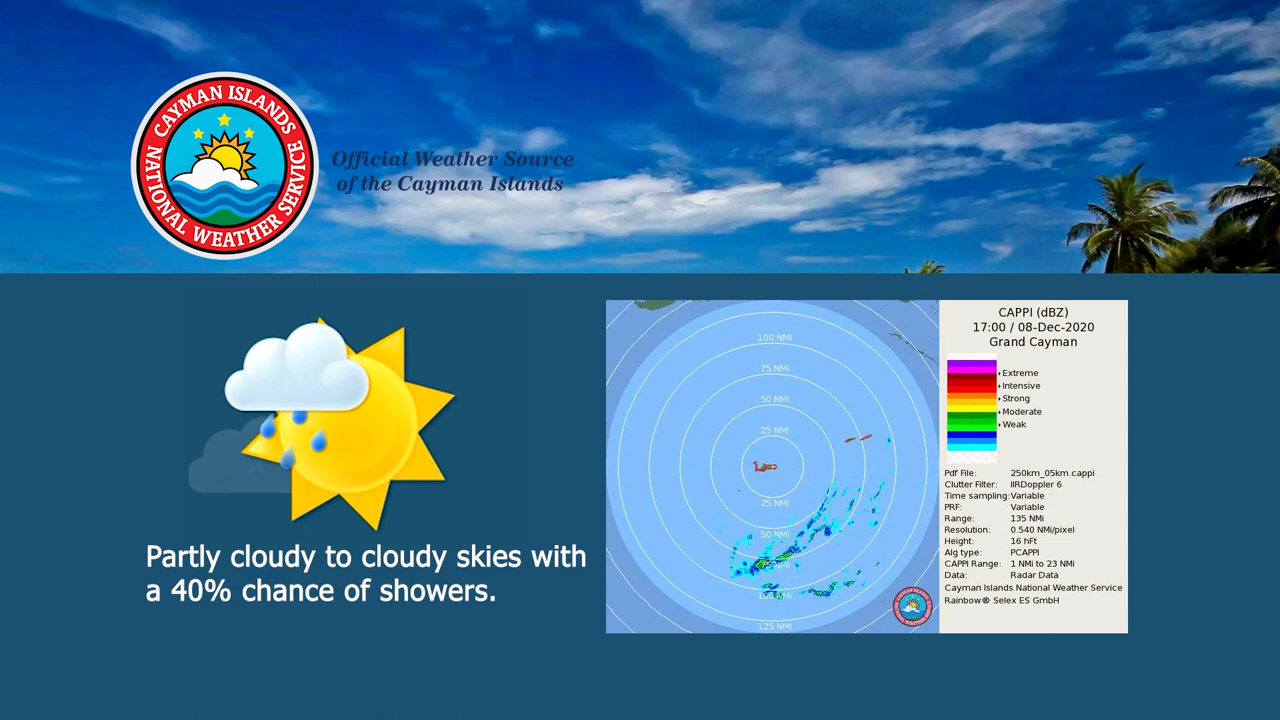 CAYMAN ISLANDS
NATIONAL WEATHER SERVICE
Official Weather Source
of the Cayman Islands
Partly cloudy to cloudy skies with
a 40% chance of showers.
100 NMi
75 NMi
50 NMi
25 NMi
25 NMi
50 NMi
75 NMi
100 NMi
125 NMi
CAPPI (dBZ)
17:00 / 08-Dec-2020
Grand Cayman
Extreme
Intensive
Strong
Moderate
Weak
Pdf File: 250km_05km.cappi
Clutter Filter: IIRDoppler 6
Time sampling: Variable
PRF: Variable
Range: 135 NMi
Resolution: 0.540 NMi/pixel
Height: 16 hFt
Alg type: PCAPPI
CAPPI Range: 1 NMi to 23 NMi
Data: Radar Data
Cayman Islands National Weather Service
Rainbow® Selex ES GmbH